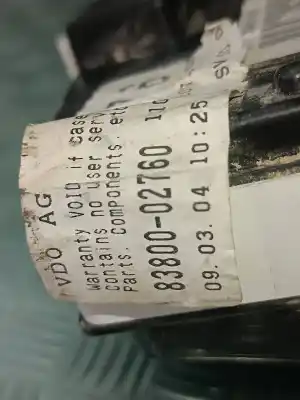 VDO AG
Warranty Void if case
contains no user serv
Parts. components. etc
83800-02760
09. 03. 04 10:25